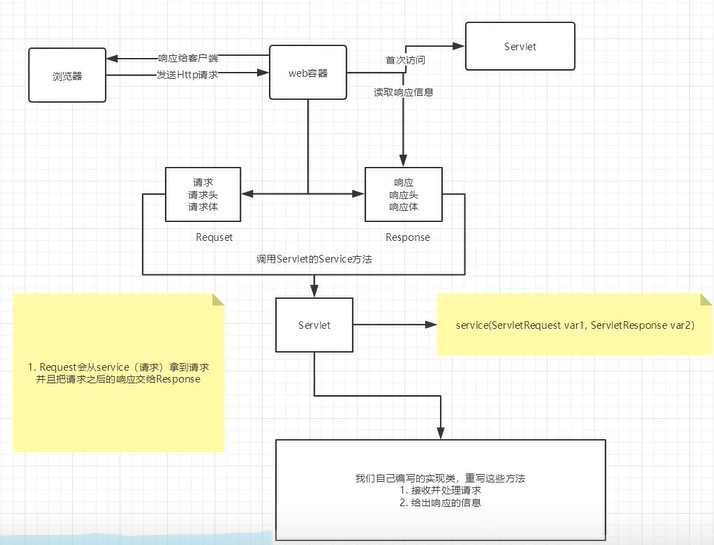 响应给客户端
首次访问
Servlet
浏览器
web容器
发送Http请求
读取响应信息
请求
请求头
请求体
响应
响应头
响应体
Requset
Response
调用Servlet的Service方法
Servlet
service(ServletRequest var1, ServletResponse var2)
1. Request会从service（请求）拿到请求
并且把请求之后的响应交给Response
我们自己编写的实现类，重写这些方法
1. 接收并处理请求
2. 给出响应的信息